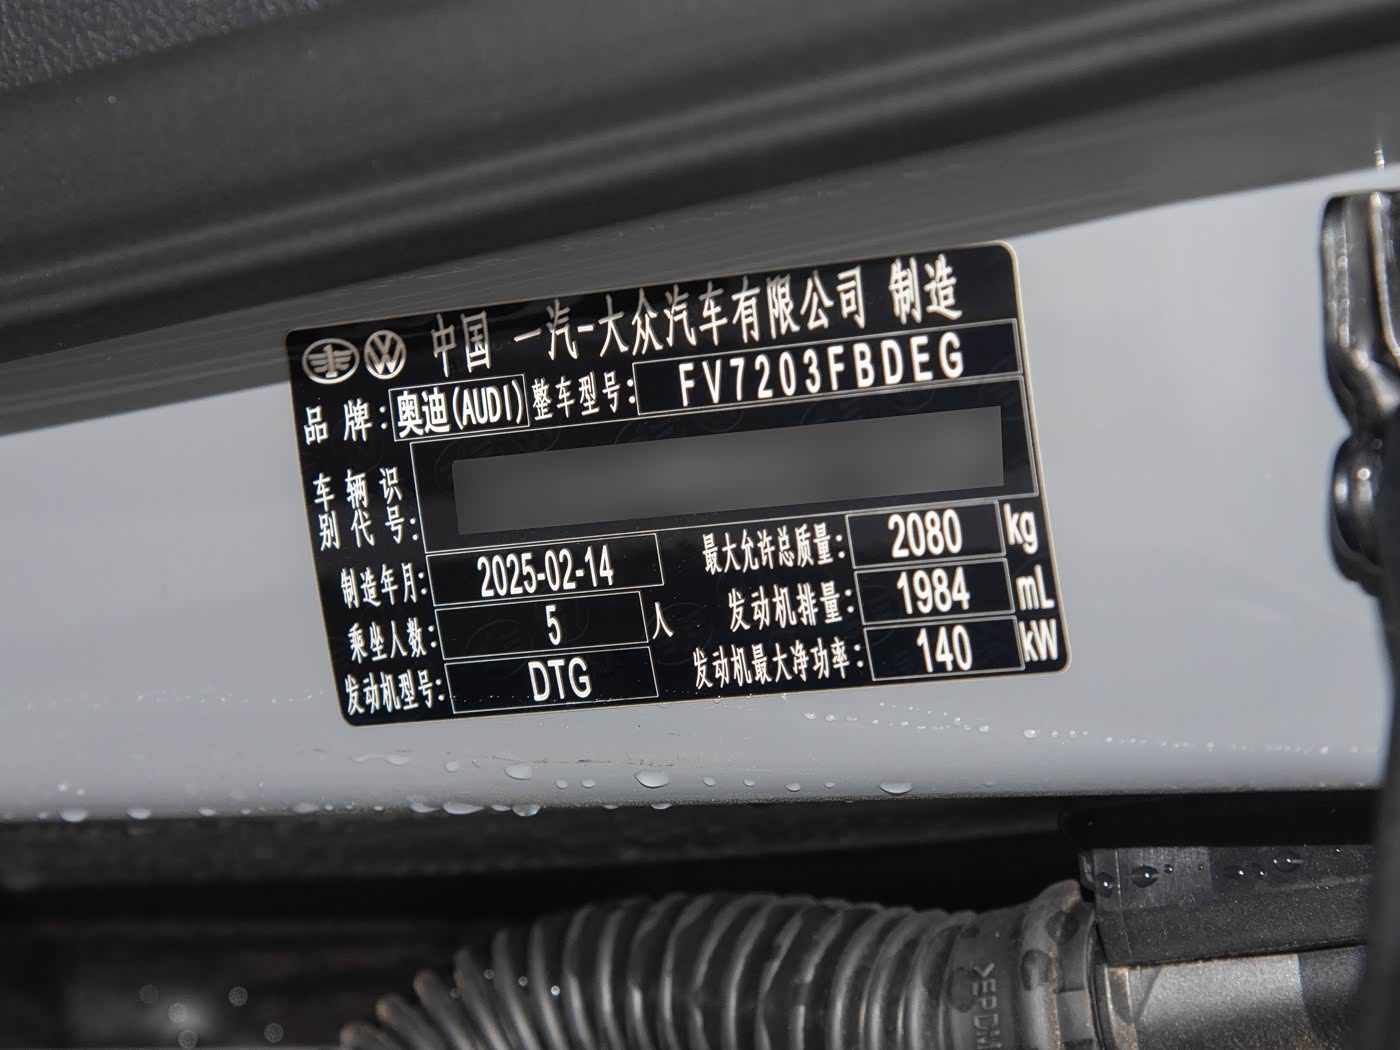 中国 一汽-大众汽车有限公司 制造
品牌: 奥迪(AUDI) 整车型号: FV7203FBDEG
车辆识别代号:
制造年月: 2025-02-14 最大允许总质量: 2080 kg
乘坐人数: 5 人 发动机排量: 1984 mL
发动机型号: DTG 发动机最大净功率: 140 kW